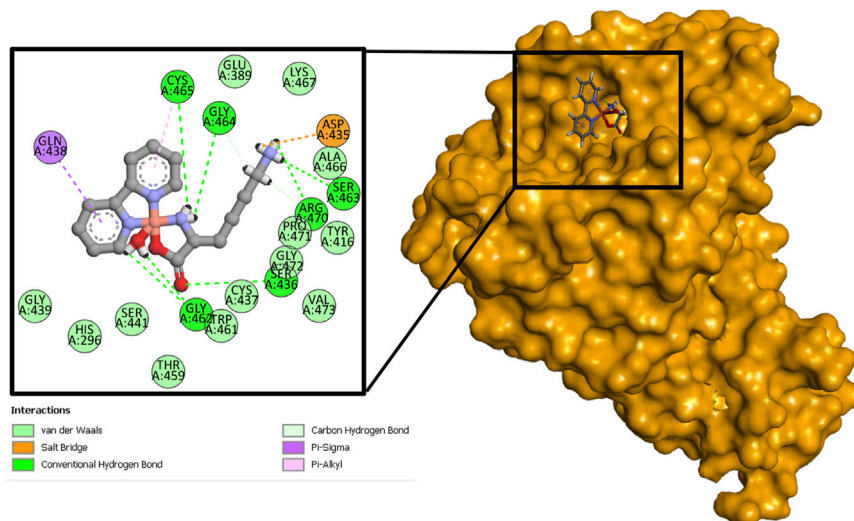 GLU
A:389
LYS
A:467
CYS
A:465
GLY
A:464
ASP
A:435
GLN
A:438
ALA
A:466
SER
A:463
ARG
A:470
PRO
A:471
TYR
A:416
GLY
A:472
SER
A:436
CYS
A:437
VAL
A:473
GLY
A:439
SER
A:441
GLY
A:462
TRP
A:461
HIS
A:296
THR
A:459
Interactions
van der Waals
Salt Bridge
Conventional Hydrogen Bond
Carbon Hydrogen Bond
Pi-Sigma
Pi-Alkyl